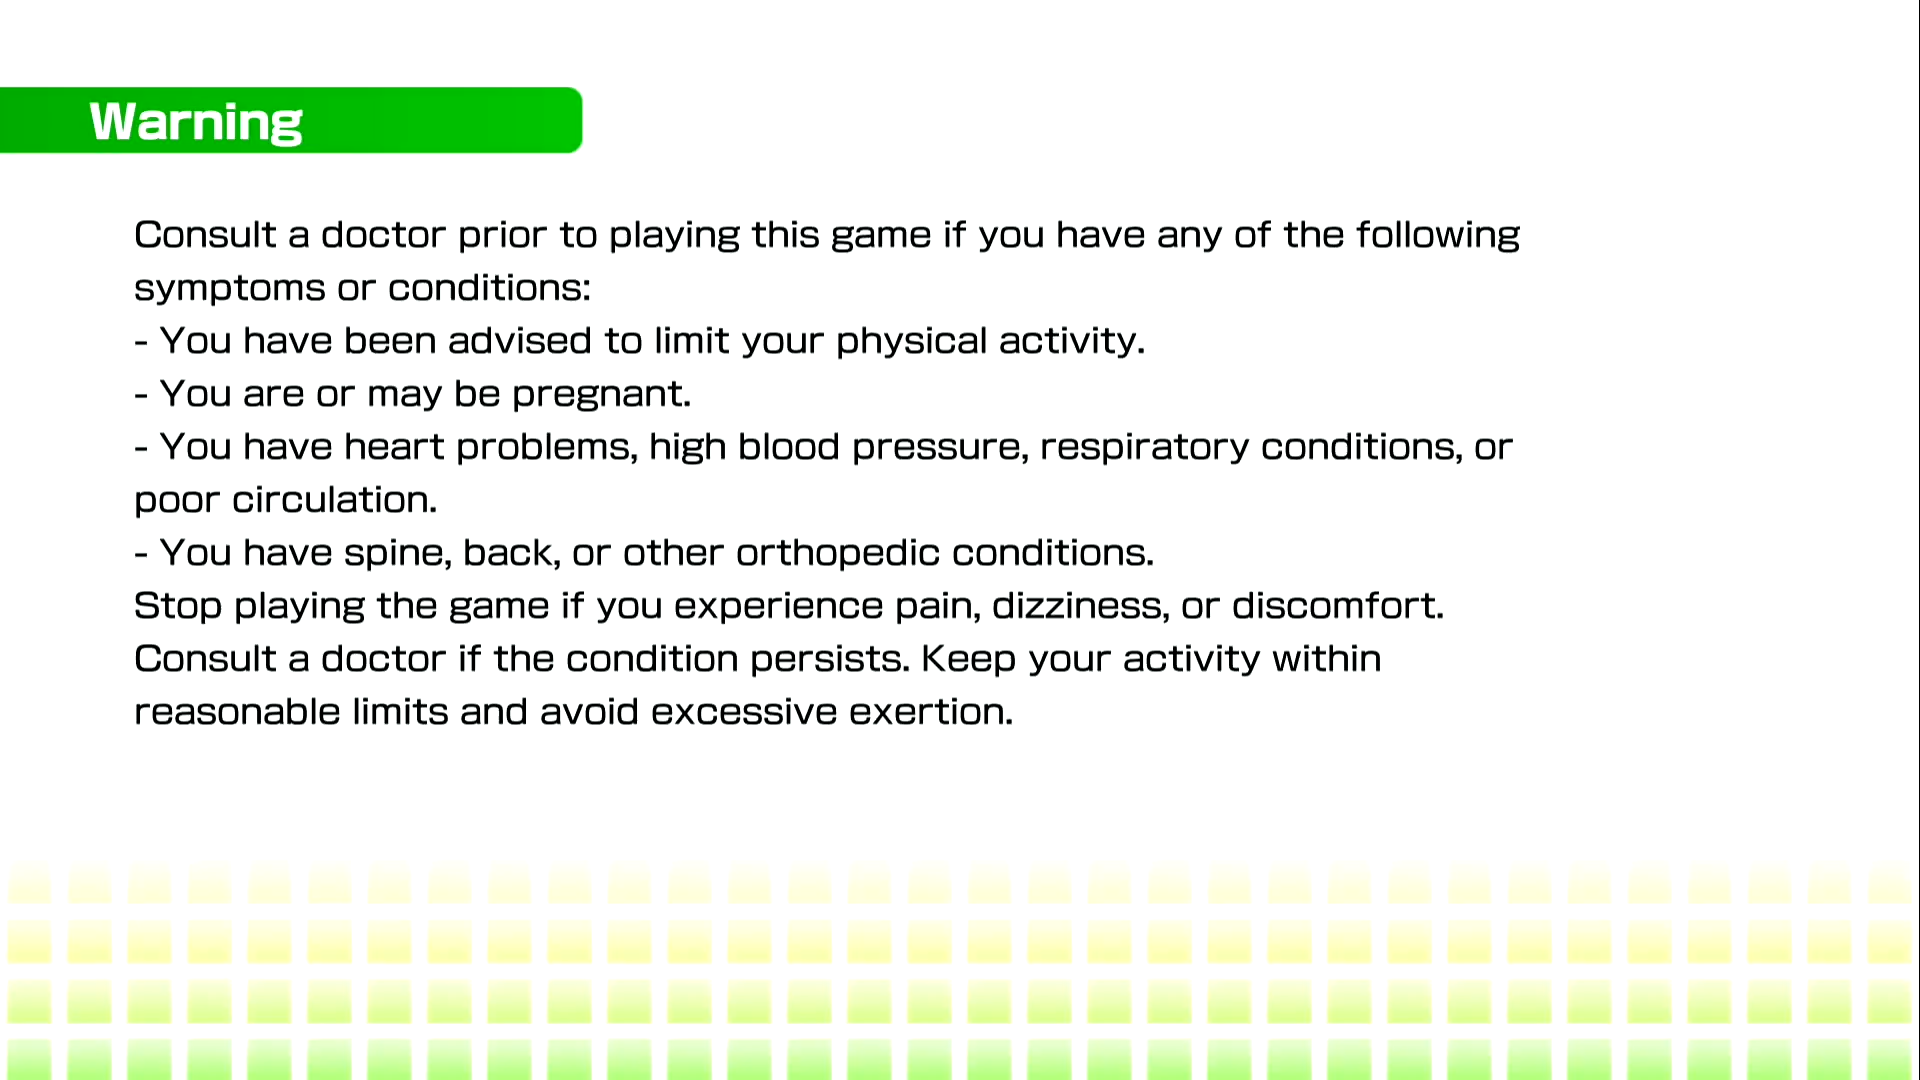 Warning
Consult a doctor prior to playing this game if you have any of the following
symptoms or conditions:
- You have been advised to limit your physical activity.
- You are or may be pregnant.
- You have heart problems, high blood pressure, respiratory conditions, or
poor circulation.
- You have spine, back, or other orthopedic conditions.
Stop playing the game if you experience pain, dizziness, or discomfort.
Consult a doctor if the condition persists. Keep your activity within
reasonable limits and avoid excessive exertion.